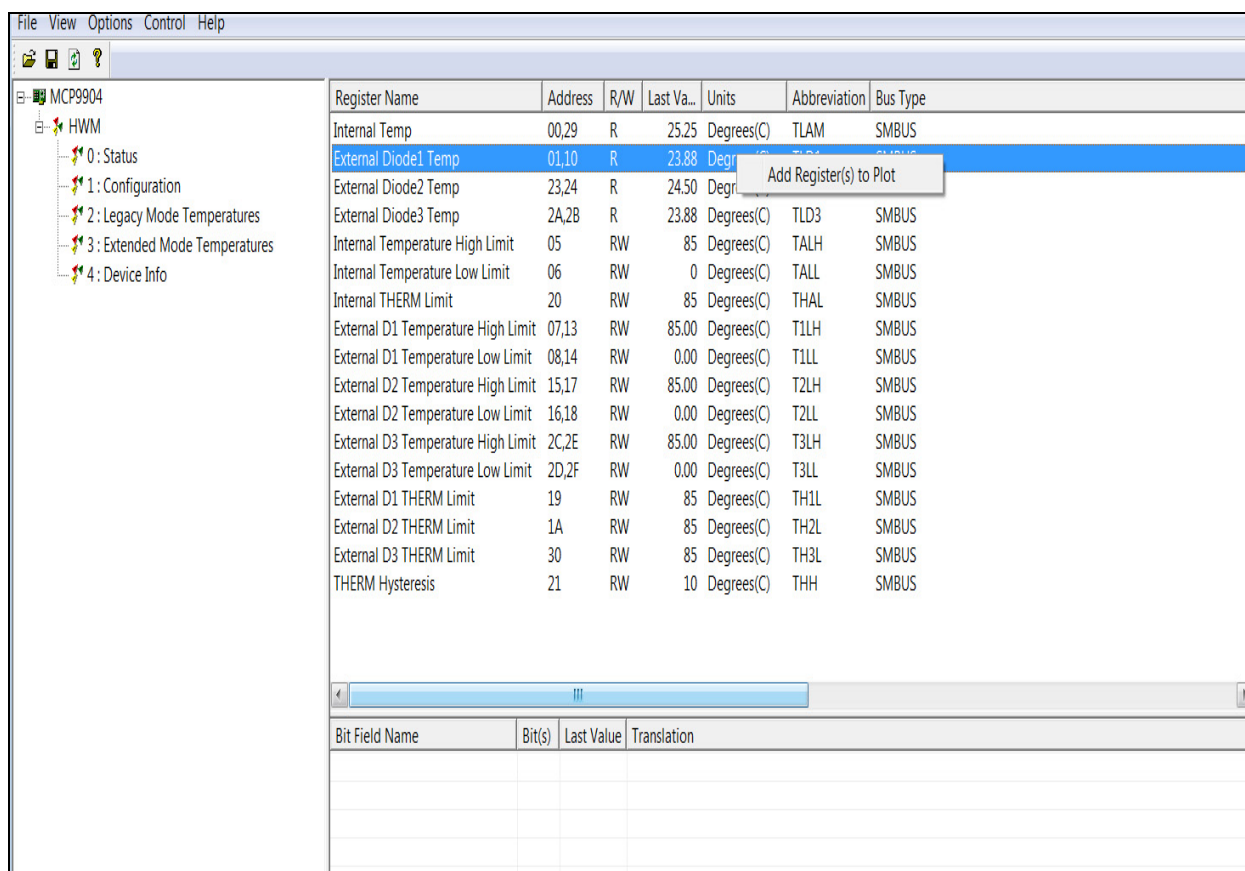 File View Options Control Help
MCP9904
HWM
0 : Status
1 : Configuration
2 : Legacy Mode Temperatures
3 : Extended Mode Temperatures
4 : Device Info
Register Name Address R/W Last Va... Units Abbreviation Bus Type
Internal Temp 00,29 R 25.25 Degrees(C) TLAM SMBUS
External Diode1 Temp 01,10 R 23.88
Add Register(s) to Plot
External Diode2 Temp 23,24 R 24.50
External Diode3 Temp 2A,2B R 23.88 Degrees(C) TLD3 SMBUS
Internal Temperature High Limit 05 RW 85 Degrees(C) TALH SMBUS
Internal Temperature Low Limit 06 RW 0 Degrees(C) TALL SMBUS
Internal THERM Limit 20 RW 85 Degrees(C) THAL SMBUS
External D1 Temperature High Limit 07,13 RW 85.00 Degrees(C) T1LH SMBUS
External D1 Temperature Low Limit 08,14 RW 0.00 Degrees(C) T1LL SMBUS
External D2 Temperature High Limit 15,17 RW 85.00 Degrees(C) T2LH SMBUS
External D2 Temperature Low Limit 16,18 RW 0.00 Degrees(C) T2LL SMBUS
External D3 Temperature High Limit 2C,2E RW 85.00 Degrees(C) T3LH SMBUS
External D3 Temperature Low Limit 2D,2F RW 0.00 Degrees(C) T3LL SMBUS
External D1 THERM Limit 19 RW 85 Degrees(C) TH1L SMBUS
External D2 THERM Limit 1A RW 85 Degrees(C) TH2L SMBUS
External D3 THERM Limit 30 RW 85 Degrees(C) TH3L SMBUS
THERM Hysteresis 21 RW 10 Degrees(C) THH SMBUS
Bit Field Name Bit(s) Last Value Translation